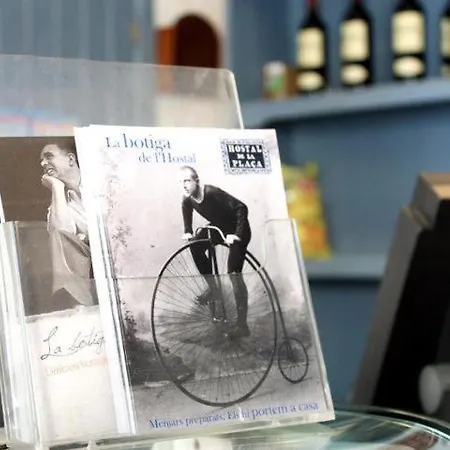 La botiga
de l'Hostal
HOSTAL
DE LA
PLAÇA
La botiga
Menjars preparats, Els hi portem a casa